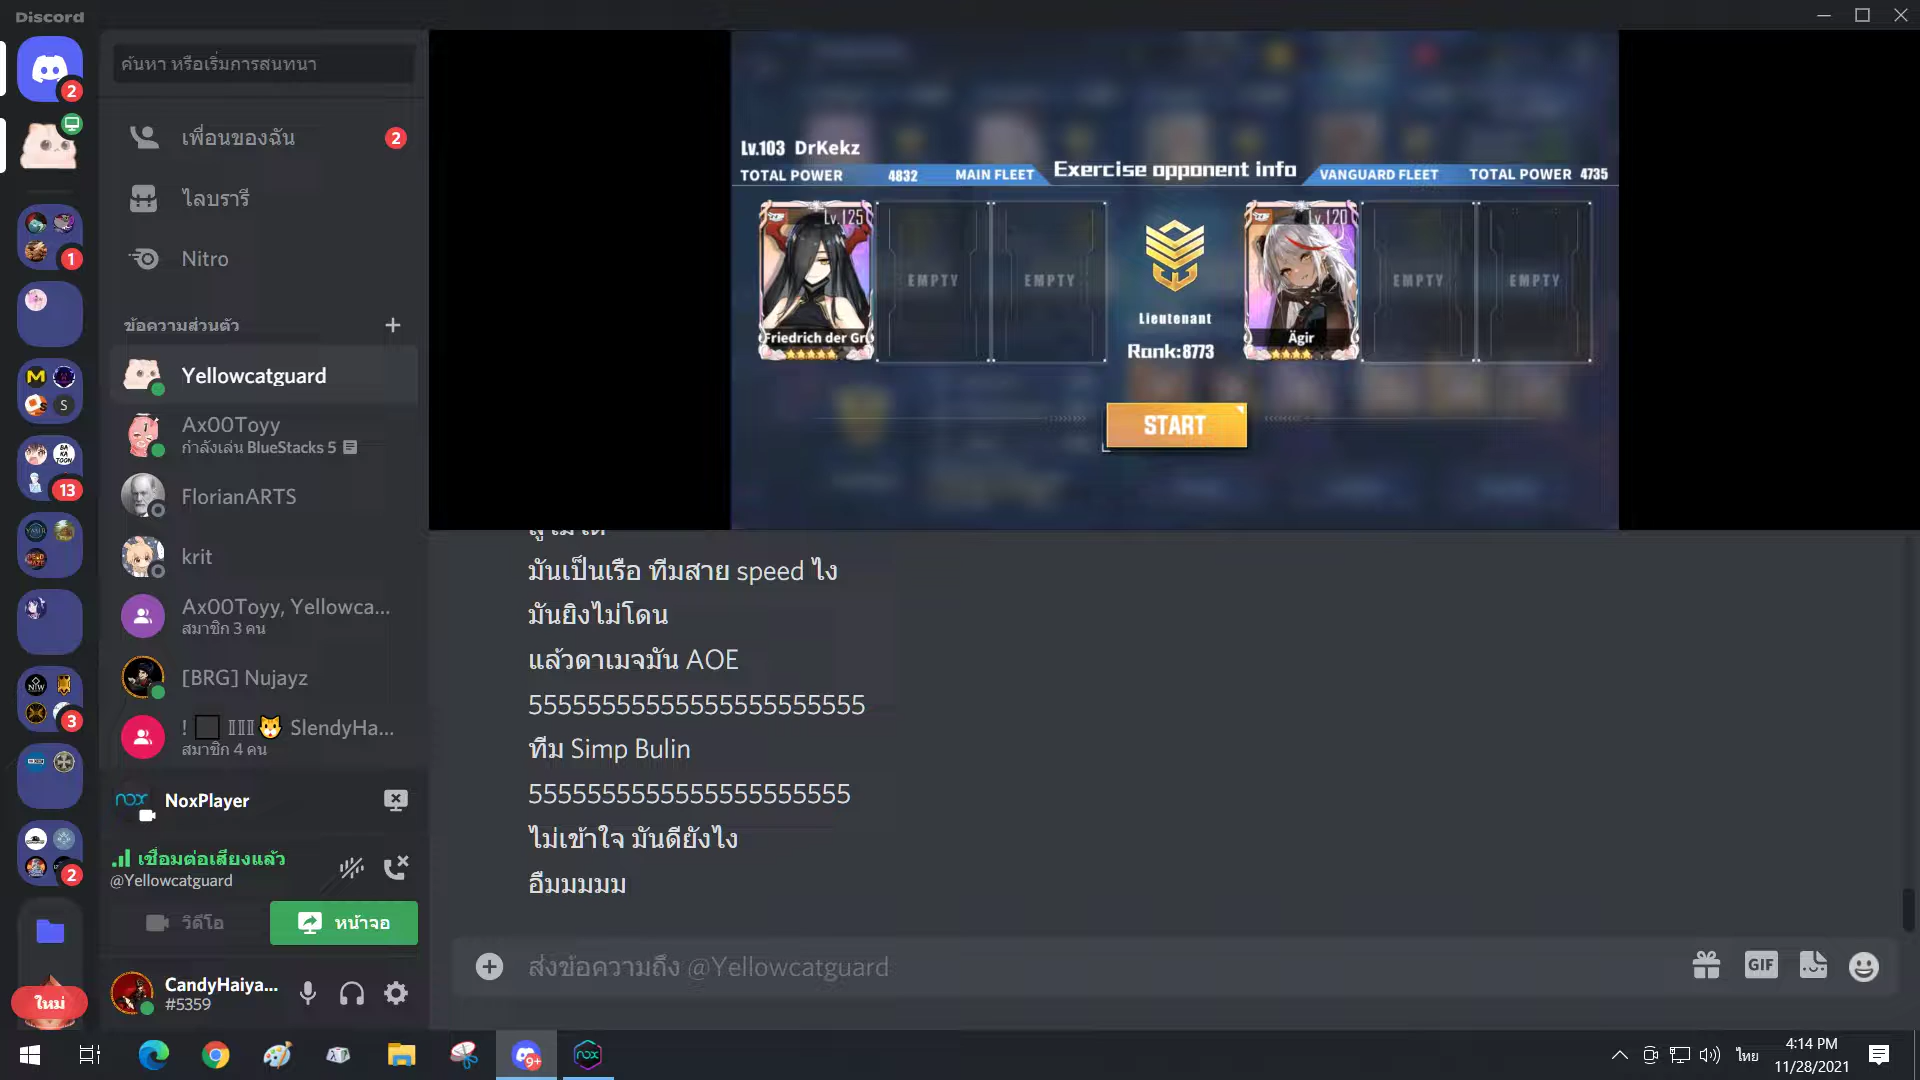 Discord
ค้นหา หรือเริ่มการสนทนา
2
เพื่อนของฉัน
2
ไลบรารี
1
Nitro
ข้อความส่วนตัว
Yellowcatguard
Ax00Toyy
กำลังเล่น BlueStacks 5
13
FlorianARTS
krit
Ax00Toyy, Yellowca...
สมาชิก 3 คน
[BRG] Nujayz
3
SlendyHa...
สมาชิก 4 คน
NoxPlayer
เชื่อมต่อเสียงแล้ว
@Yellowcatguard
2
วิดีโอ
หน้าจอ
CandyHaiya...
#5359
ใหม่
Lv.103 DrKekz
Exercise opponent info
TOTAL POWER 4832 MAIN FLEET
VANGUARD FLEET TOTAL POWER 4735
Lv.125
Friedrich der Gr
EMPTY
EMPTY
Lieutenant
Rank:8773
Lv.120
Ägir
EMPTY
EMPTY
START
มันเป็นเรือ ทีมสาย speed ไง
มันยิงไม่โดน
แล้วดาเมจมัน AOE
55555555555555555555555
ทีม Simp Bulin
5555555555555555555555
ไม่เข้าใจ มันดียังไง
อืมมมมม
ส่งข้อความถึง @Yellowcatguard
GIF
9+
nox
ไทย
4:14 PM
11/28/2021